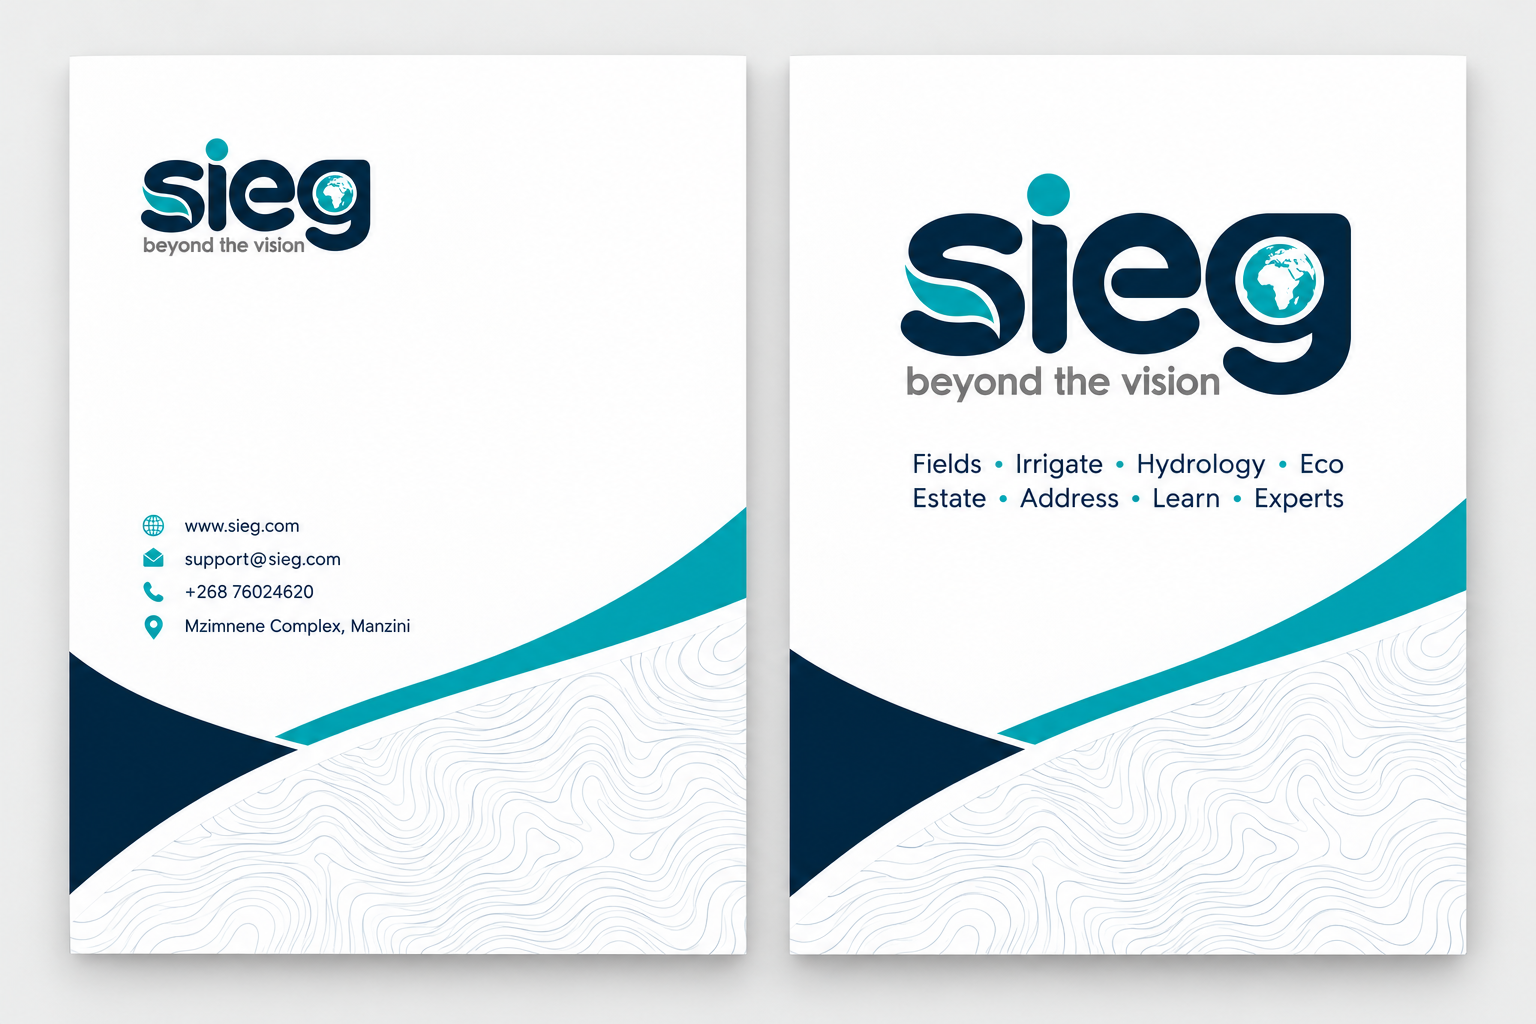 sieg
beyond the vision
www.sieg.com
support@sieg.com
+268 76024620
Mzimnene Complex, Manzini
sieg
beyond the vision
Fields • Irrigate • Hydrology • Eco
Estate • Address • Learn • Experts